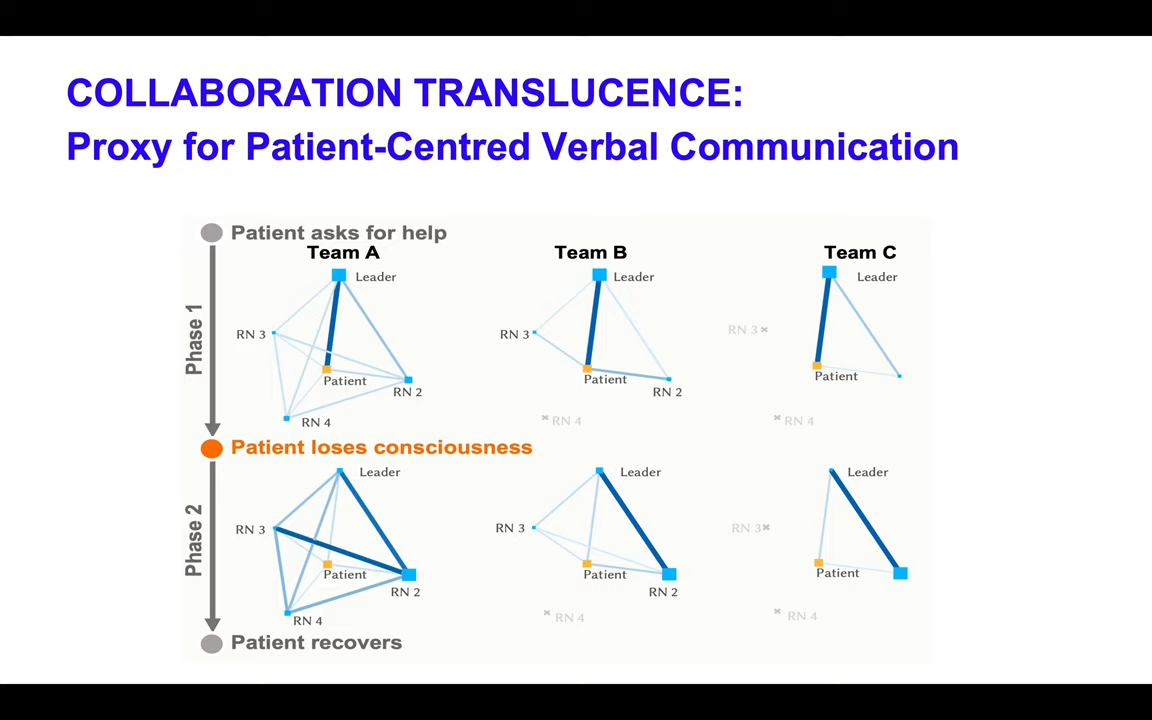 COLLABORATION TRANSLUCENCE:
Proxy for Patient-Centred Verbal Communication
Patient asks for help
Team A
Team B
Team C
Phase 1
Leader
RN 3
Patient
RN 2
RN 4
Leader
RN 3
Patient
RN 2
RN 4
Leader
RN 3
Patient
RN 4
Patient loses consciousness
Phase 2
Leader
RN 3
Patient
RN 2
RN 4
Leader
RN 3
Patient
RN 2
RN 4
Leader
RN 3
Patient
RN 4
Patient recovers